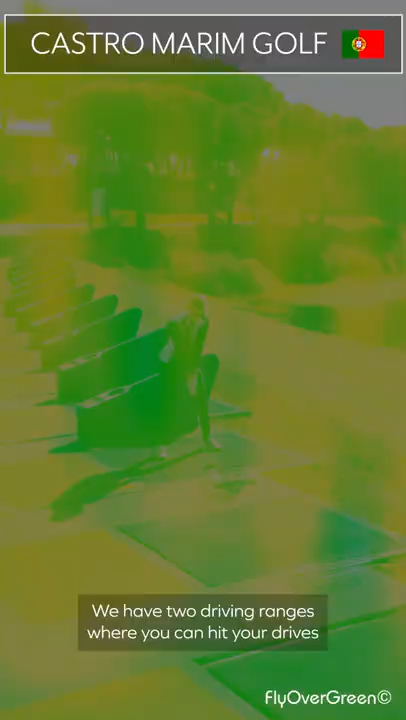 CASTRO MARIM GOLF
We have two driving ranges
where you can hit your drives
FlyOverGreen©